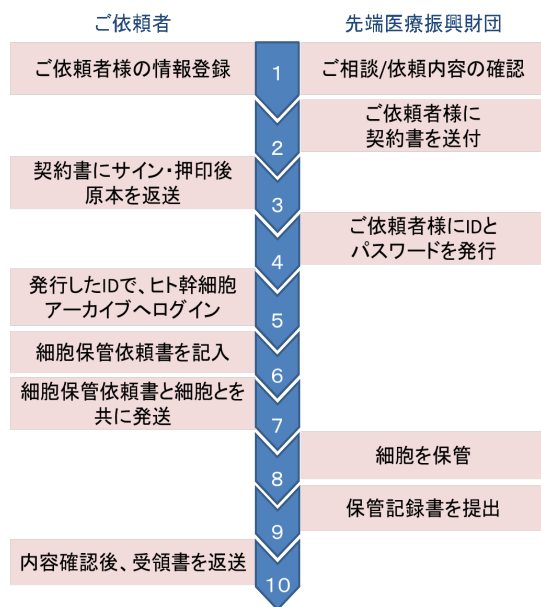 ご依頼者
先端医療振興財団
ご依頼者様の情報登録
1
ご相談/依頼内容の確認
2
ご依頼者様に
契約書を送付
契約書にサイン・押印後
原本を返送
3
4
ご依頼者様にIDと
パスワードを発行
発行したIDで、ヒト幹細胞
アーカイブへログイン
5
細胞保管依頼書を記入
6
細胞保管依頼書と細胞とを
共に発送
7
8
細胞を保管
9
保管記録書を提出
内容確認後、受領書を返送
10